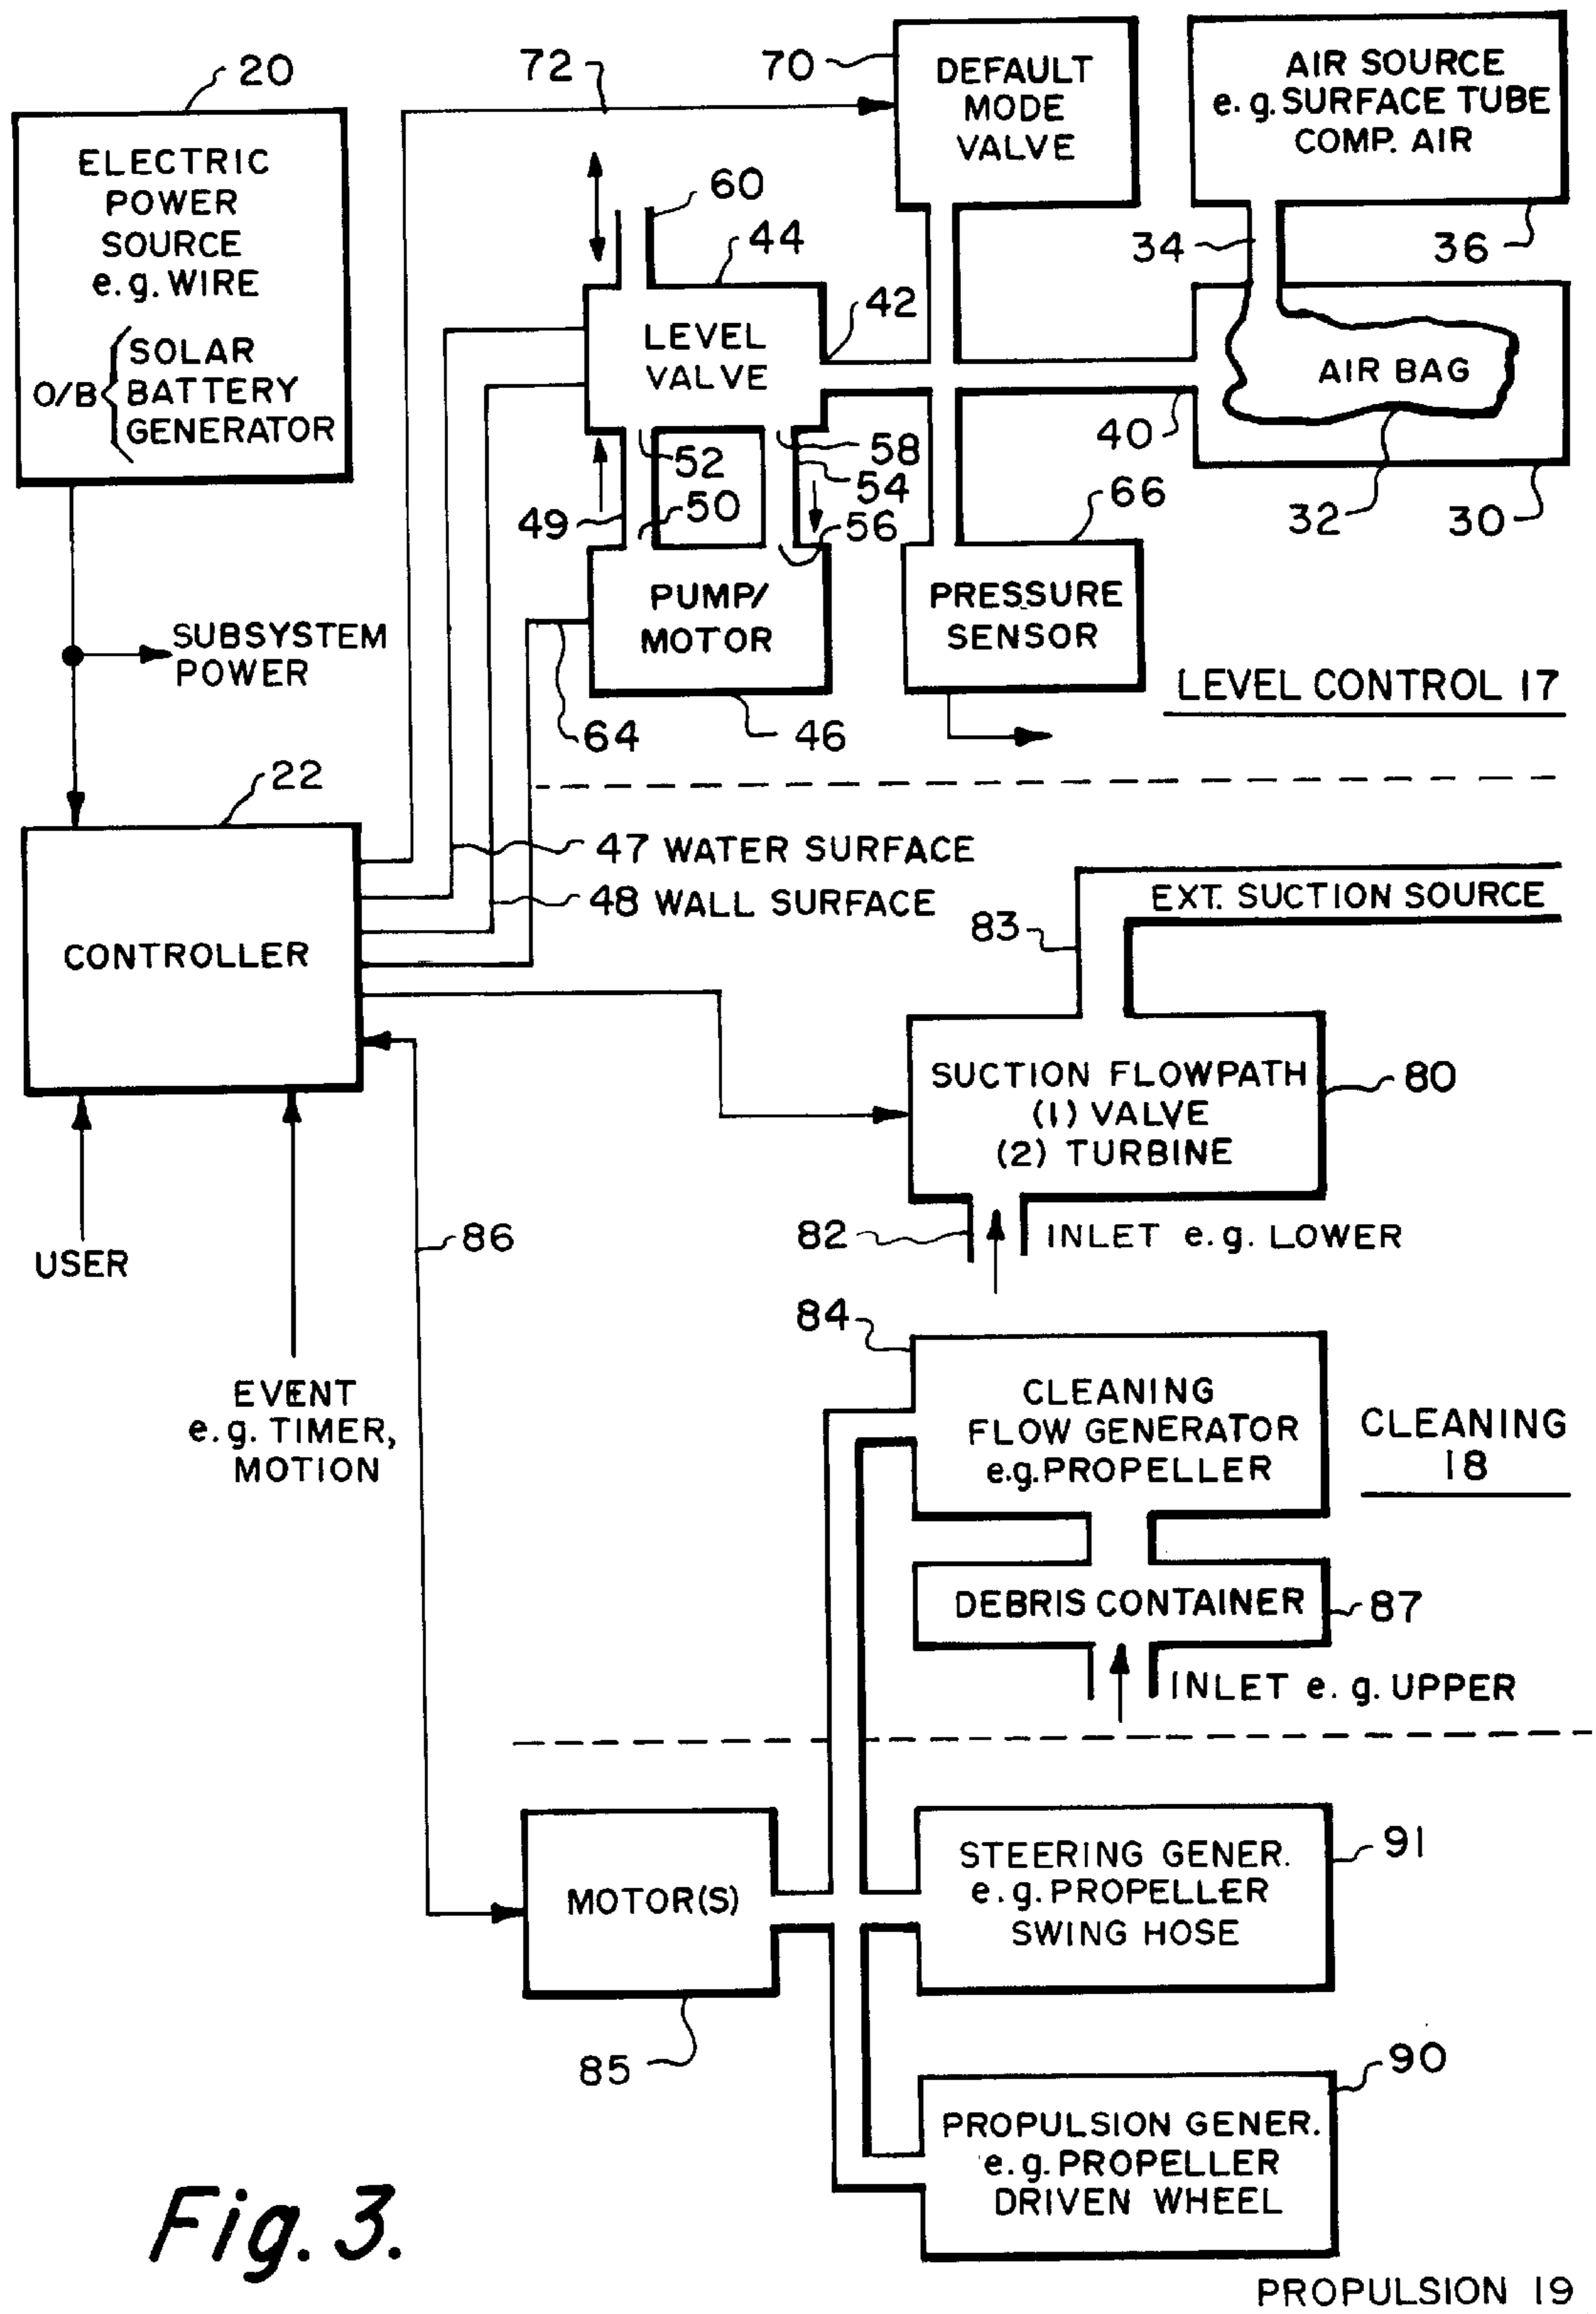 20
ELECTRIC
POWER
SOURCE
e.g. WIRE
O/B { SOLAR
BATTERY
GENERATOR
SUBSYSTEM
POWER
72
70
DEFAULT
MODE
VALVE
AIR SOURCE
e.g. SURFACE TUBE
COMP. AIR
60
44
34
36
42
LEVEL
VALVE
AIR BAG
40
52
58
54
49
50
56
66
32
30
PUMP/
MOTOR
PRESSURE
SENSOR
64
46
LEVEL CONTROL 17
22
CONTROLLER
47 WATER SURFACE
48 WALL SURFACE
EXT. SUCTION SOURCE
83
SUCTION FLOWPATH
(1) VALVE
(2) TURBINE
80
82
INLET e.g. LOWER
USER
86
EVENT
e.g. TIMER,
MOTION
84
CLEANING
FLOW GENERATOR
e.g. PROPELLER
CLEANING
18
DEBRIS CONTAINER
87
INLET e.g. UPPER
MOTOR(S)
85
STEERING GENER.
e.g. PROPELLER
SWING HOSE
91
90
PROPULSION GENER.
e.g. PROPELLER
DRIVEN WHEEL
Fig. 3.
PROPULSION 19